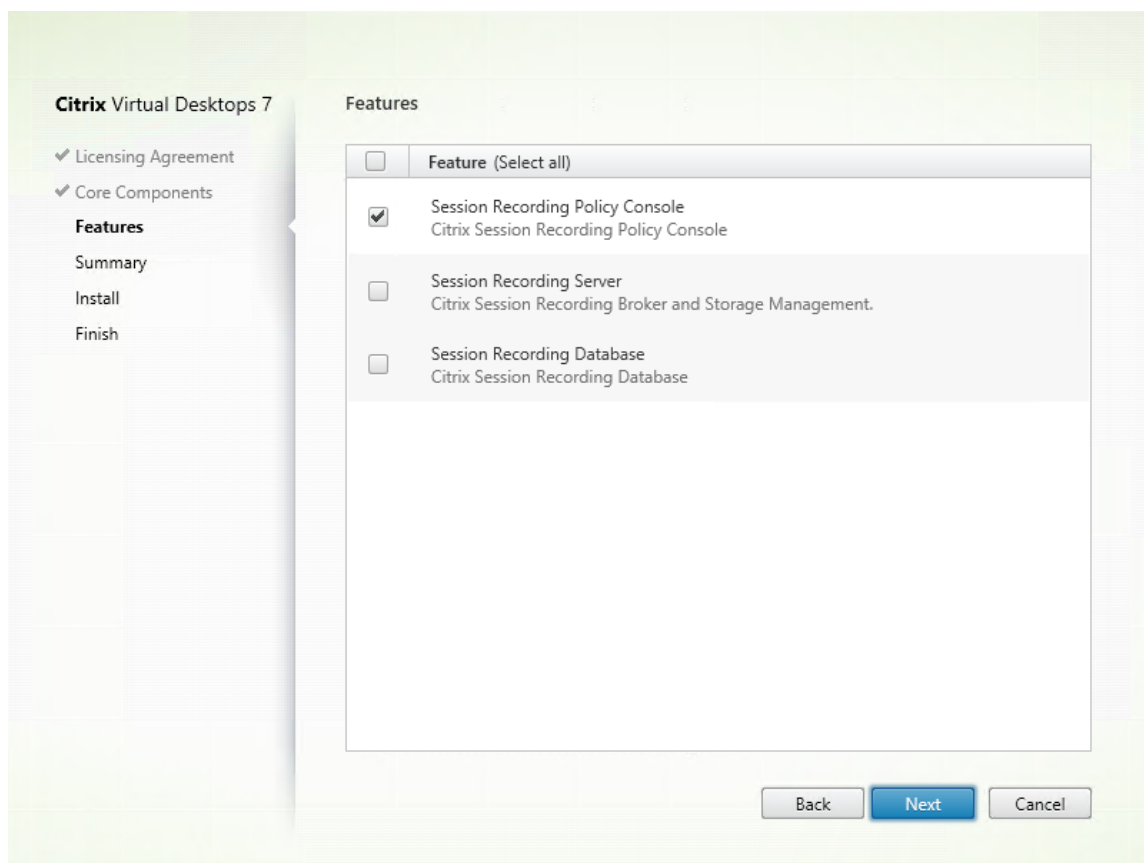 Citrix Virtual Desktops 7
Licensing Agreement
Core Components
Features
Summary
Install
Finish
Features
Feature (Select all)
Session Recording Policy Console
Citrix Session Recording Policy Console
Session Recording Server
Citrix Session Recording Broker and Storage Management.
Session Recording Database
Citrix Session Recording Database
Back
Next
Cancel